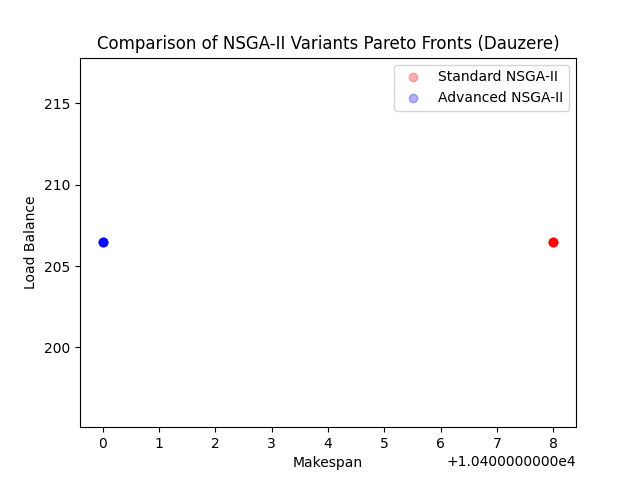 Comparison of NSGA-II Variants Pareto Fronts (Dauzere)
Standard NSGA-II
Advanced NSGA-II
215
210
205
200
Load Balance
0 1 2 3 4 5 6 7 8
Makespan
+1.0400000000e4